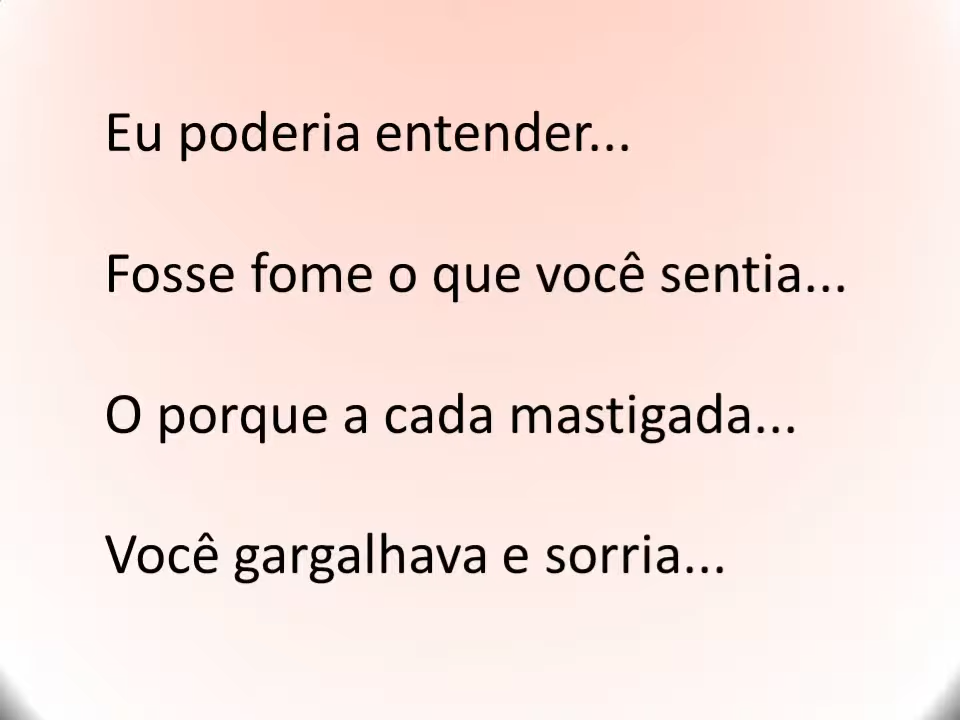 Eu poderia entender...
Fosse fome o que você sentia...
O porque a cada mastigada...
Você gargalhava e sorria...